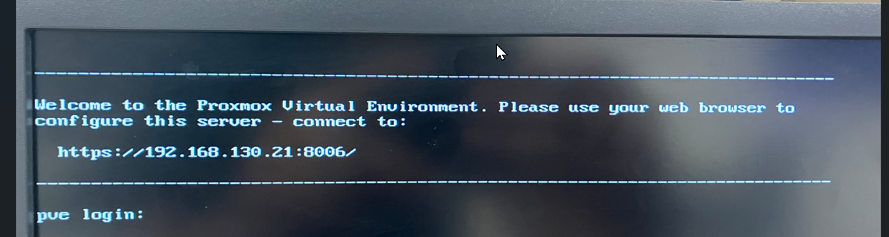 Welcome to the Proxmox Virtual Environment. Please use your web browser to
configure this server - connect to:
https://192.168.130.21:8006/
pve login: